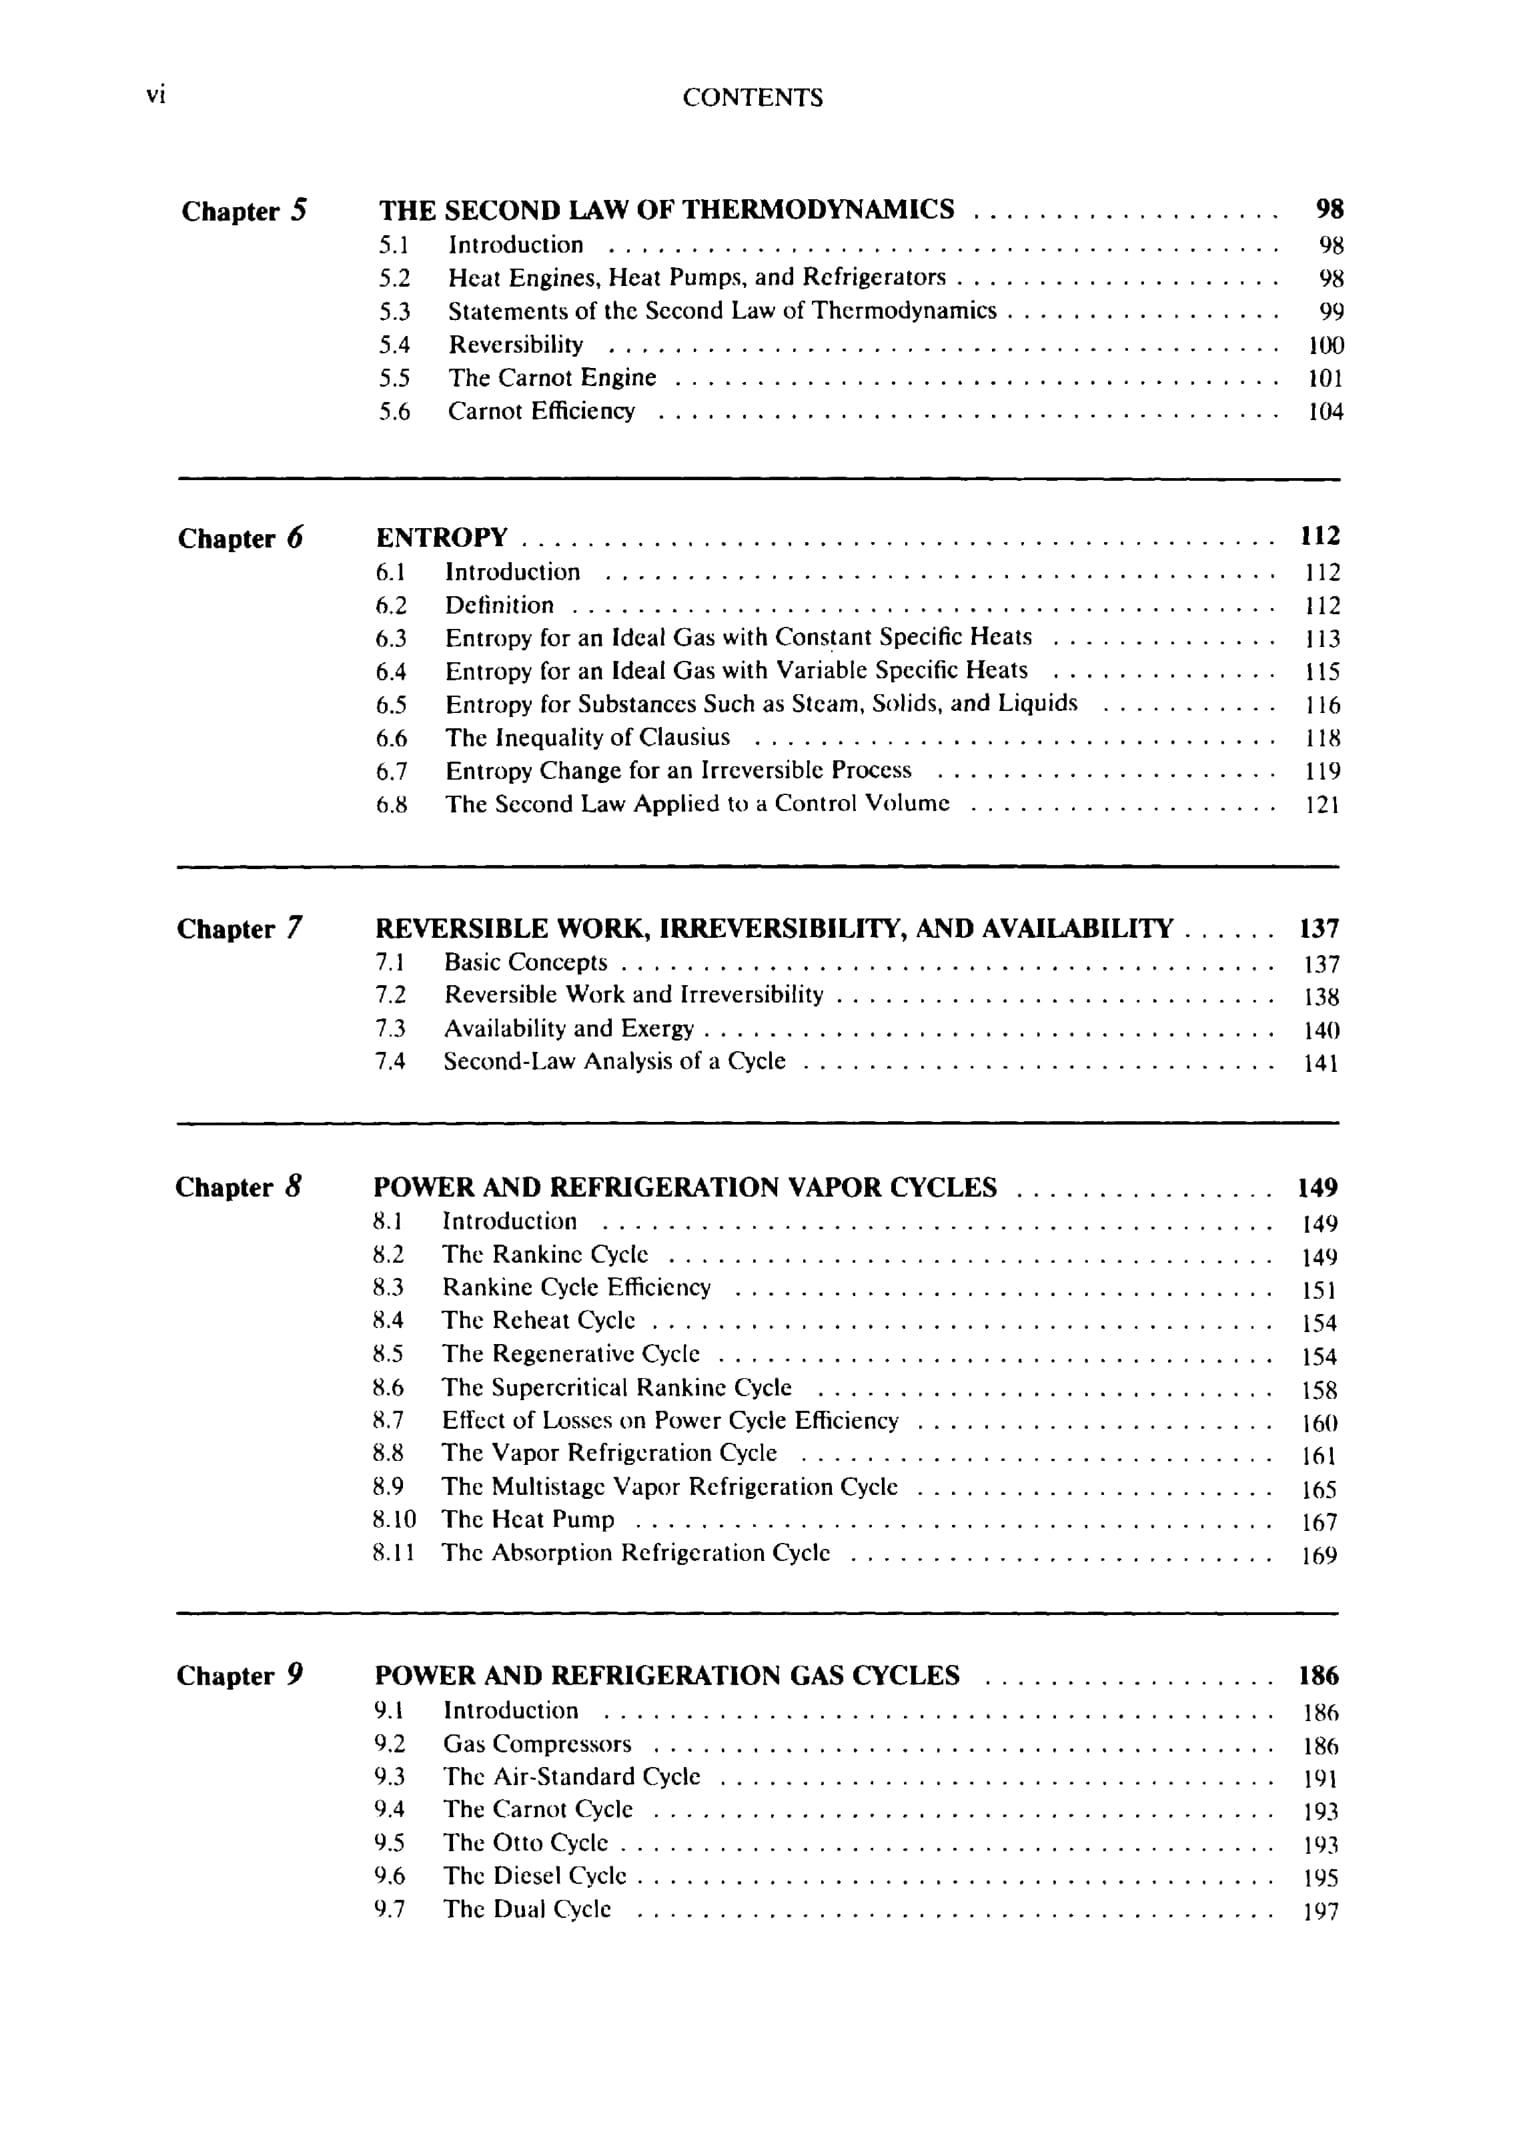 vi CONTENTS
Chapter 5 THE SECOND LAW OF THERMODYNAMICS . . . . . . . . . . . . . . . . . . . 98
5.1 Introduction . . . . . . . . . . . . . . . . . . . . 98
5.2 Heat Engines, Heat Pumps, and Refrigerators . . . . . . . . . . . . . . . . . . . . 98
5.3 Statements of the Second Law of Thermodynamics . . . . . . . . . . . . . . . . . 99
5.4 Reversibility . . . . . . . . . . . . . . . . . . . . 100
5.5 The Carnot Engine . . . . . . . . . . . . . . . . . . . . 101
5.6 Carnot Efficiency . . . . . . . . . . . . . . . . . . . . 104
Chapter 6 ENTROPY . . . . . . . . . . . . . . . . . . . . 112
6.1 Introduction . . . . . . . . . . . . . . . . . . . . 112
6.2 Definition . . . . . . . . . . . . . . . . . . . . 112
6.3 Entropy for an Ideal Gas with Constant Specific Heats . . . . . . . . . . . . . . 113
6.4 Entropy for an Ideal Gas with Variable Specific Heats . . . . . . . . . . . . . . 115
6.5 Entropy for Substances Such as Steam, Solids, and Liquids . . . . . . . . . . . 116
6.6 The Inequality of Clausius . . . . . . . . . . . . . . . . . . . . 118
6.7 Entropy Change for an Irreversible Process . . . . . . . . . . . . . . . . . . . . 119
6.8 The Second Law Applied to a Control Volume . . . . . . . . . . . . . . . . . . . 121
Chapter 7 REVERSIBLE WORK, IRREVERSIBILITY, AND AVAILABILITY . . . . . . 137
7.1 Basic Concepts . . . . . . . . . . . . . . . . . . . . 137
7.2 Reversible Work and Irreversibility . . . . . . . . . . . . . . . . . . . . 138
7.3 Availability and Exergy . . . . . . . . . . . . . . . . . . . . 140
7.4 Second-Law Analysis of a Cycle . . . . . . . . . . . . . . . . . . . . 141
Chapter 8 POWER AND REFRIGERATION VAPOR CYCLES . . . . . . . . . . . . . . . . 149
8.1 Introduction . . . . . . . . . . . . . . . . . . . . 149
8.2 The Rankine Cycle . . . . . . . . . . . . . . . . . . . . 149
8.3 Rankine Cycle Efficiency . . . . . . . . . . . . . . . . . . . . 151
8.4 The Reheat Cycle . . . . . . . . . . . . . . . . . . . . 154
8.5 The Regenerative Cycle . . . . . . . . . . . . . . . . . . . . 154
8.6 The Supercritical Rankine Cycle . . . . . . . . . . . . . . . . . . . . 158
8.7 Effect of Losses on Power Cycle Efficiency . . . . . . . . . . . . . . . . . . . . 160
8.8 The Vapor Refrigeration Cycle . . . . . . . . . . . . . . . . . . . . 161
8.9 The Multistage Vapor Refrigeration Cycle . . . . . . . . . . . . . . . . . . . . 165
8.10 The Heat Pump . . . . . . . . . . . . . . . . . . . . 167
8.11 The Absorption Refrigeration Cycle . . . . . . . . . . . . . . . . . . . . 169
Chapter 9 POWER AND REFRIGERATION GAS CYCLES . . . . . . . . . . . . . . . . . . 186
9.1 Introduction . . . . . . . . . . . . . . . . . . . . 186
9.2 Gas Compressors . . . . . . . . . . . . . . . . . . . . 186
9.3 The Air-Standard Cycle . . . . . . . . . . . . . . . . . . . . 191
9.4 The Carnot Cycle . . . . . . . . . . . . . . . . . . . . 193
9.5 The Otto Cycle . . . . . . . . . . . . . . . . . . . . 193
9.6 The Diesel Cycle . . . . . . . . . . . . . . . . . . . . 195
9.7 The Dual Cycle . . . . . . . . . . . . . . . . . . . . 197